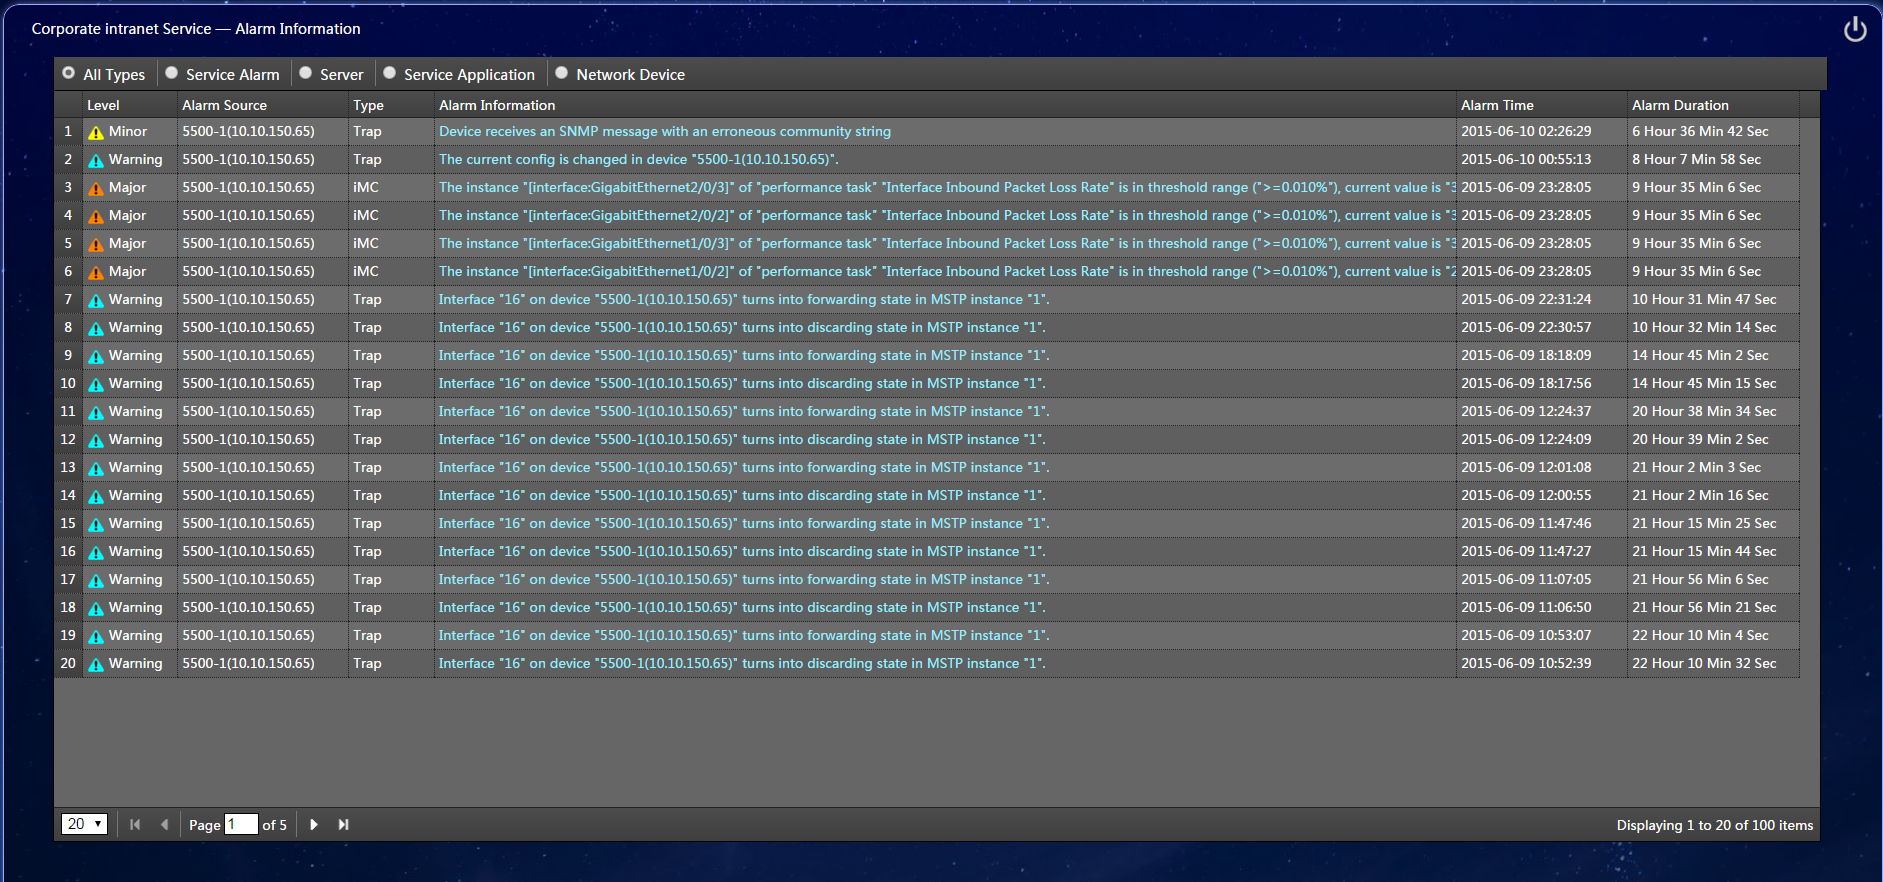 Corporate intranet Service — Alarm Information
All Types Service Alarm Server Service Application Network Device
Level Alarm Source Type Alarm Information Alarm Time Alarm Duration
1 Minor 5500-1(10.10.150.65) Trap Device receives an SNMP message with an erroneous community string 2015-06-10 02:26:29 6 Hour 36 Min 42 Sec
2 Warning 5500-1(10.10.150.65) Trap The current config is changed in device "5500-1(10.10.150.65)". 2015-06-10 00:55:13 8 Hour 7 Min 58 Sec
3 Major 5500-1(10.10.150.65) iMC The instance "[interface:GigabitEthernet2/0/3]" of "performance task" "Interface Inbound Packet Loss Rate" is in threshold range (">=0.010%"), current value is "3 2015-06-09 23:28:05 9 Hour 35 Min 6 Sec
4 Major 5500-1(10.10.150.65) iMC The instance "[interface:GigabitEthernet2/0/2]" of "performance task" "Interface Inbound Packet Loss Rate" is in threshold range (">=0.010%"), current value is "3 2015-06-09 23:28:05 9 Hour 35 Min 6 Sec
5 Major 5500-1(10.10.150.65) iMC The instance "[interface:GigabitEthernet1/0/3]" of "performance task" "Interface Inbound Packet Loss Rate" is in threshold range (">=0.010%"), current value is "3 2015-06-09 23:28:05 9 Hour 35 Min 6 Sec
6 Major 5500-1(10.10.150.65) iMC The instance "[interface:GigabitEthernet1/0/2]" of "performance task" "Interface Inbound Packet Loss Rate" is in threshold range (">=0.010%"), current value is "2 2015-06-09 23:28:05 9 Hour 35 Min 6 Sec
7 Warning 5500-1(10.10.150.65) Trap Interface "16" on device "5500-1(10.10.150.65)" turns into forwarding state in MSTP instance "1". 2015-06-09 22:31:24 10 Hour 31 Min 47 Sec
8 Warning 5500-1(10.10.150.65) Trap Interface "16" on device "5500-1(10.10.150.65)" turns into discarding state in MSTP instance "1". 2015-06-09 22:30:57 10 Hour 32 Min 14 Sec
9 Warning 5500-1(10.10.150.65) Trap Interface "16" on device "5500-1(10.10.150.65)" turns into forwarding state in MSTP instance "1". 2015-06-09 18:18:09 14 Hour 45 Min 2 Sec
10 Warning 5500-1(10.10.150.65) Trap Interface "16" on device "5500-1(10.10.150.65)" turns into discarding state in MSTP instance "1". 2015-06-09 18:17:56 14 Hour 45 Min 15 Sec
11 Warning 5500-1(10.10.150.65) Trap Interface "16" on device "5500-1(10.10.150.65)" turns into forwarding state in MSTP instance "1". 2015-06-09 12:24:37 20 Hour 38 Min 34 Sec
12 Warning 5500-1(10.10.150.65) Trap Interface "16" on device "5500-1(10.10.150.65)" turns into discarding state in MSTP instance "1". 2015-06-09 12:24:09 20 Hour 39 Min 2 Sec
13 Warning 5500-1(10.10.150.65) Trap Interface "16" on device "5500-1(10.10.150.65)" turns into forwarding state in MSTP instance "1". 2015-06-09 12:01:08 21 Hour 2 Min 3 Sec
14 Warning 5500-1(10.10.150.65) Trap Interface "16" on device "5500-1(10.10.150.65)" turns into discarding state in MSTP instance "1". 2015-06-09 12:00:55 21 Hour 2 Min 16 Sec
15 Warning 5500-1(10.10.150.65) Trap Interface "16" on device "5500-1(10.10.150.65)" turns into forwarding state in MSTP instance "1". 2015-06-09 11:47:46 21 Hour 15 Min 25 Sec
16 Warning 5500-1(10.10.150.65) Trap Interface "16" on device "5500-1(10.10.150.65)" turns into discarding state in MSTP instance "1". 2015-06-09 11:47:27 21 Hour 15 Min 44 Sec
17 Warning 5500-1(10.10.150.65) Trap Interface "16" on device "5500-1(10.10.150.65)" turns into forwarding state in MSTP instance "1". 2015-06-09 11:07:05 21 Hour 56 Min 6 Sec
18 Warning 5500-1(10.10.150.65) Trap Interface "16" on device "5500-1(10.10.150.65)" turns into discarding state in MSTP instance "1". 2015-06-09 11:06:50 21 Hour 56 Min 21 Sec
19 Warning 5500-1(10.10.150.65) Trap Interface "16" on device "5500-1(10.10.150.65)" turns into forwarding state in MSTP instance "1". 2015-06-09 10:53:07 22 Hour 10 Min 4 Sec
20 Warning 5500-1(10.10.150.65) Trap Interface "16" on device "5500-1(10.10.150.65)" turns into discarding state in MSTP instance "1". 2015-06-09 10:52:39 22 Hour 10 Min 32 Sec
20 Page 1 of 5 Displaying 1 to 20 of 100 items